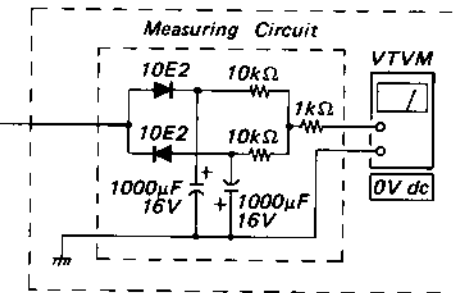 Measuring Circuit
VTVM
10E2
10kΩ
1kΩ
10E2
10kΩ
+
1000μF
16V
+
1000μF
16V
0V dc